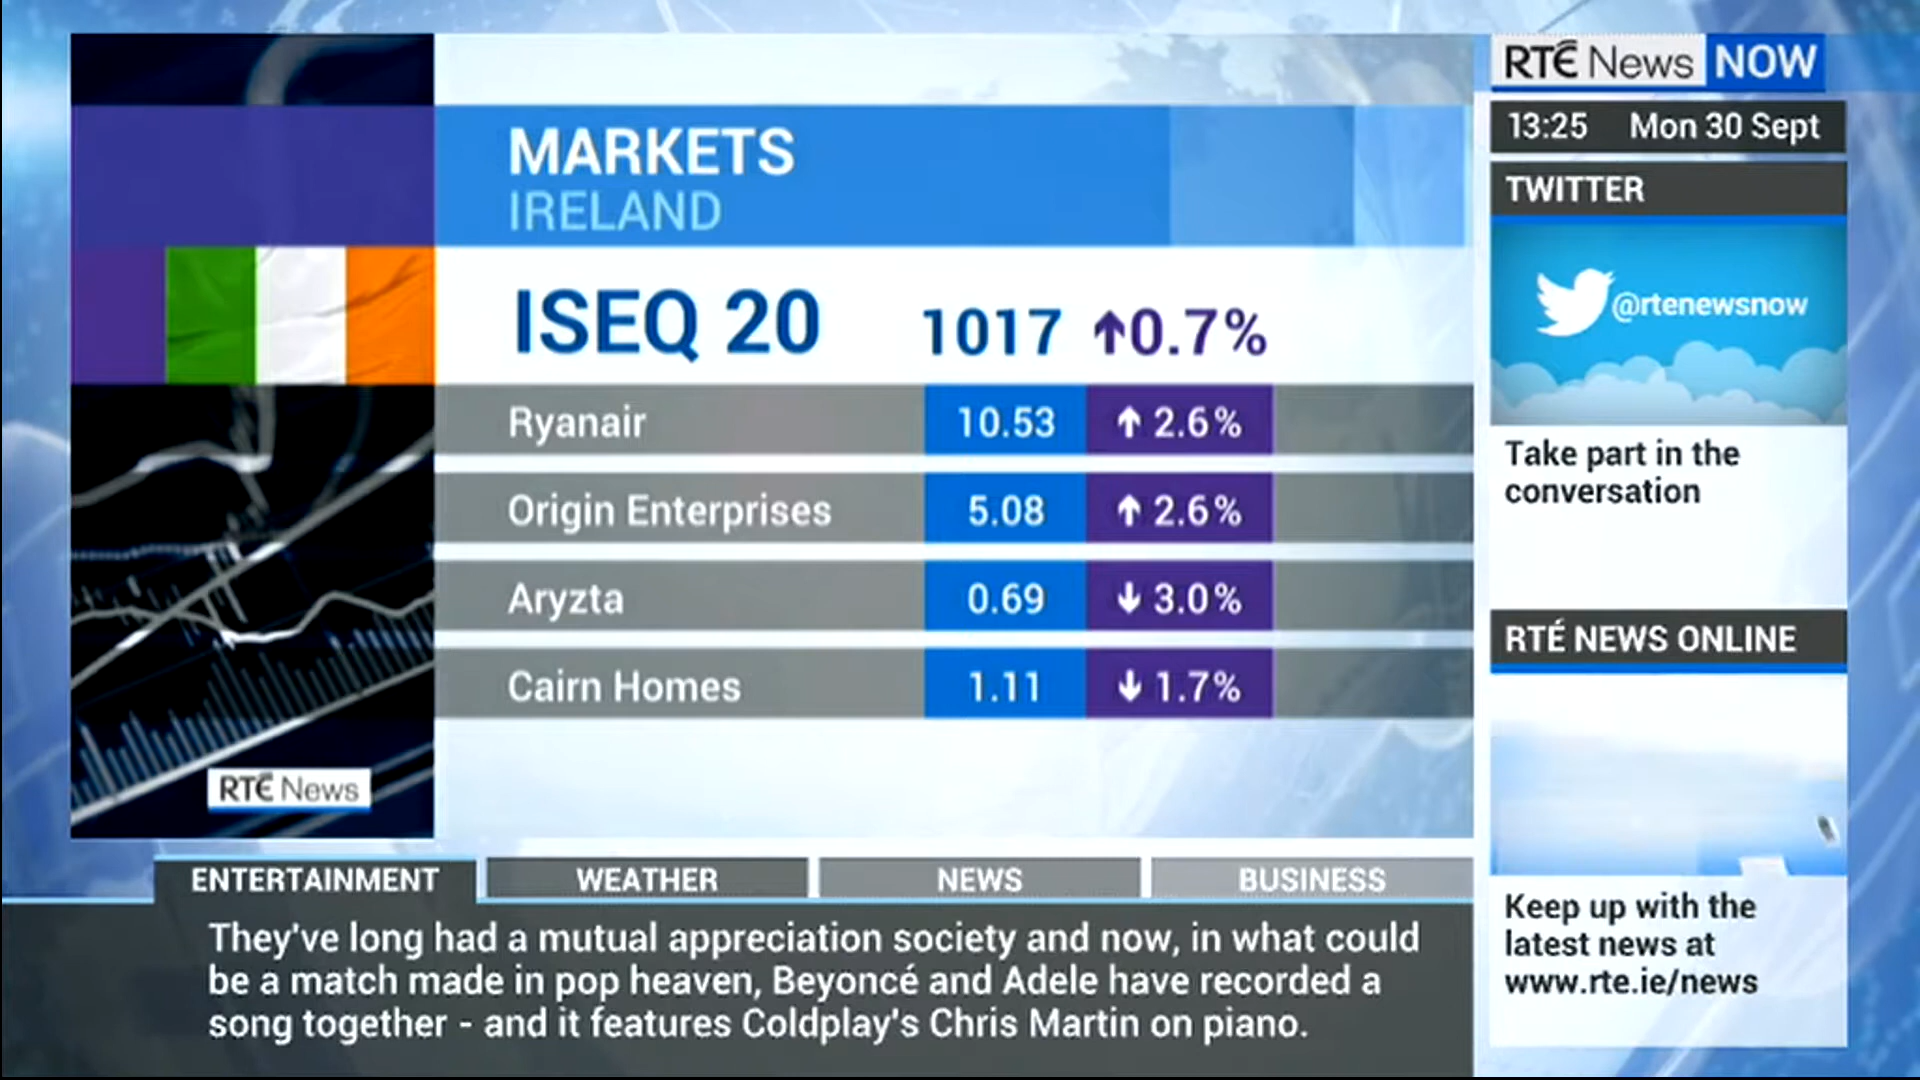 RTÉ News NOW
13:25 Mon 30 Sept
MARKETS
IRELAND
ISEQ 20 1017 ↑0.7%
Ryanair 10.53 ↑ 2.6%
Origin Enterprises 5.08 ↑ 2.6%
Aryzta 0.69 ↓ 3.0%
Cairn Homes 1.11 ↓ 1.7%
RTÉ News
TWITTER
@rtenewsnow
Take part in the
conversation
RTÉ NEWS ONLINE
Keep up with the
latest news at
www.rte.ie/news
ENTERTAINMENT WEATHER NEWS BUSINESS
They've long had a mutual appreciation society and now, in what could
be a match made in pop heaven, Beyoncé and Adele have recorded a
song together - and it features Coldplay's Chris Martin on piano.